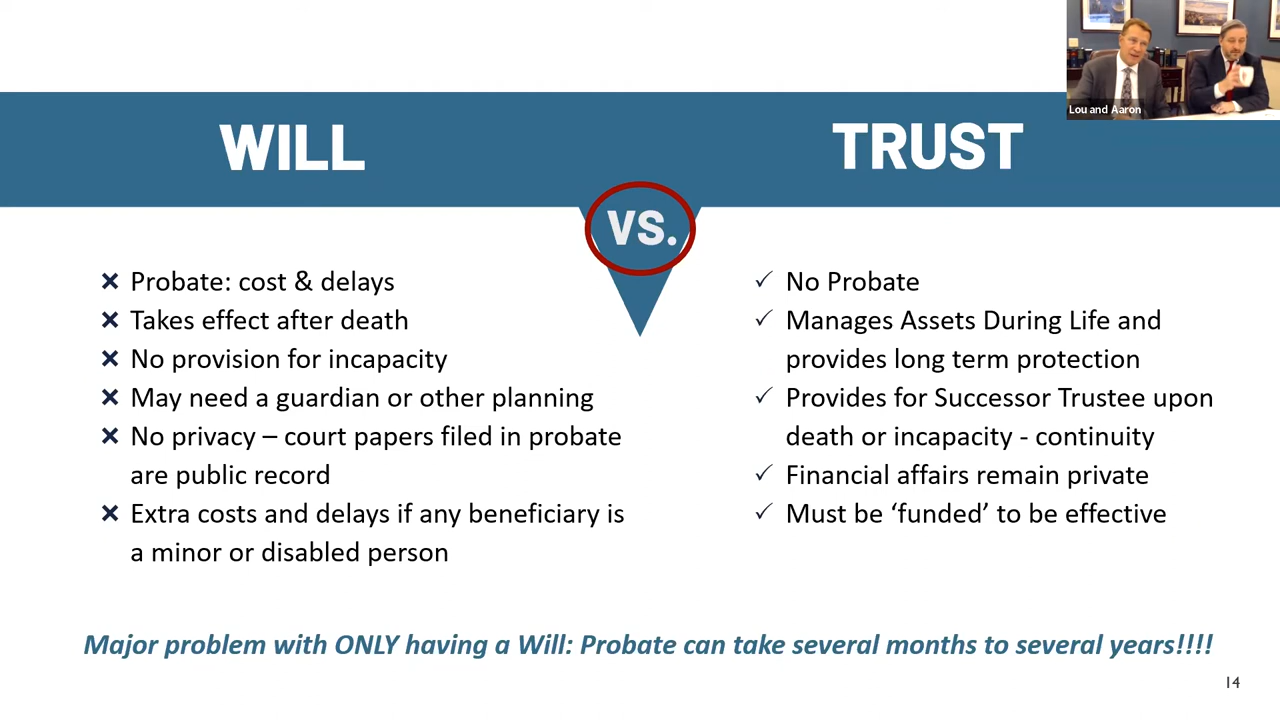 Lou and Aaron
WILL
TRUST
VS.
Probate: cost & delays
Takes effect after death
No provision for incapacity
May need a guardian or other planning
No privacy – court papers filed in probate
are public record
Extra costs and delays if any beneficiary is
a minor or disabled person
No Probate
Manages Assets During Life and
provides long term protection
Provides for Successor Trustee upon
death or incapacity - continuity
Financial affairs remain private
Must be ‘funded’ to be effective
Major problem with ONLY having a Will: Probate can take several months to several years!!!!
14